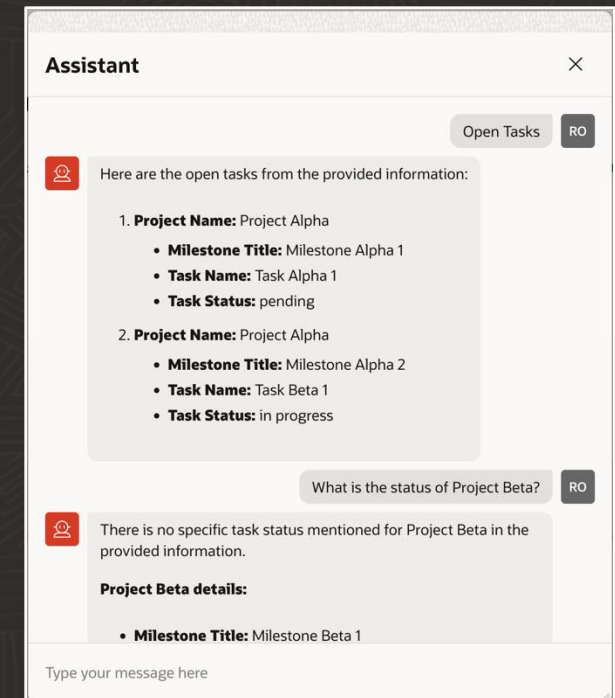 Assistant
Open Tasks
RO
Here are the open tasks from the provided information:
1. Project Name: Project Alpha
• Milestone Title: Milestone Alpha 1
• Task Name: Task Alpha 1
• Task Status: pending
2. Project Name: Project Alpha
• Milestone Title: Milestone Alpha 2
• Task Name: Task Beta 1
• Task Status: in progress
What is the status of Project Beta?
RO
There is no specific task status mentioned for Project Beta in the
provided information.
Project Beta details:
• Milestone Title: Milestone Beta 1
Type your message here